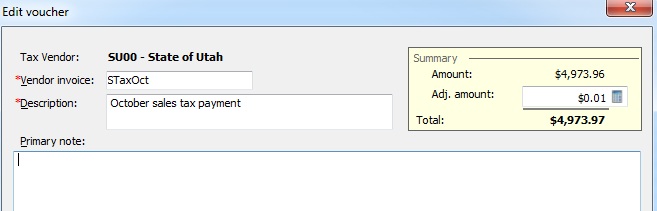 Edit voucher
X
Tax Vendor: SU00 - State of Utah
*Vendor invoice: STaxOct
*Description: October sales tax payment
Summary
Amount: $4,973.96
Adj. amount: $0.01
Total: $4,973.97
Primary note: